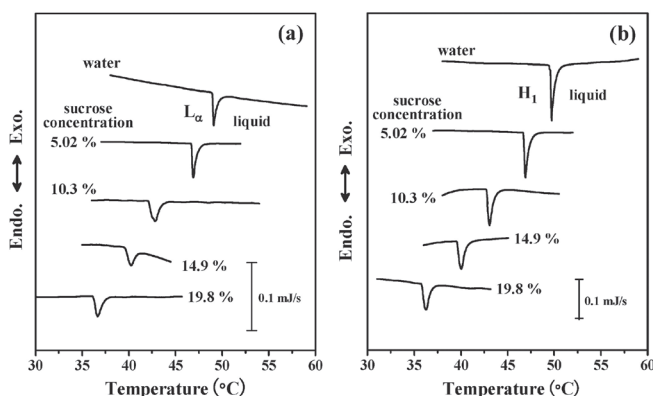 (a)
water
Lα
liquid
sucrose
concentration
5.02 %
10.3 %
14.9 %
19.8 %
0.1 mJ/s
Endo. ↔ Exo.
30 35 40 45 50 55 60
Temperature (°C)
(b)
water
H1
liquid
sucrose
concentration
5.02 %
10.3 %
14.9 %
19.8 %
0.1 mJ/s
Endo. ↔ Exo.
35 40 45 50 55 60
Temperature (°C)